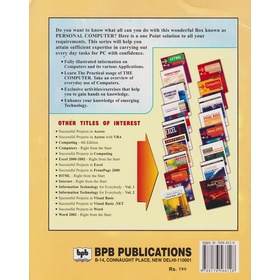 Do you want to know what all can you do with this wonderful Box known as
PERSONAL COMPUTER? Here is a one Point solution to all your
requirements. This series will help you
attain sufficient expertise in carrying out
every day tasks for PC with confidence.
• Fully illustrated information on
Computers and its various Applications.
• Learn The Practical usage of THE
COMPUTER. Take an overview of
everyday use of Computers.
• Exclusive activities/exercises that help
you to gain hands on knowledge.
• Enhance your knowledge of emerging
Technology.
OTHER TITLES OF INTEREST
Successful Projects in Access
Successful Projects in Access with VBA
Computing - 4th Edition
Computers - Right from the Start
Successful Projects in Computing
Excel 2000-2002 - Right from the Start
Successful Projects in Excel
Successful Projects in FrontPage 2000
HTML - Right from the Start
Internet - Right from the Start
Information Technology for Everybody - Vol. 1
Information Technology for Everybody - Vol. 2
Successful Projects in Visual Basic
Successful Projects in Visual Basic .NET
Successful Projects in Word
Word 2002 - Right from the Start
bpb
BPB PUBLICATIONS
B-14, CONNAUGHT PLACE, NEW DELHI-110001
Rs. 199